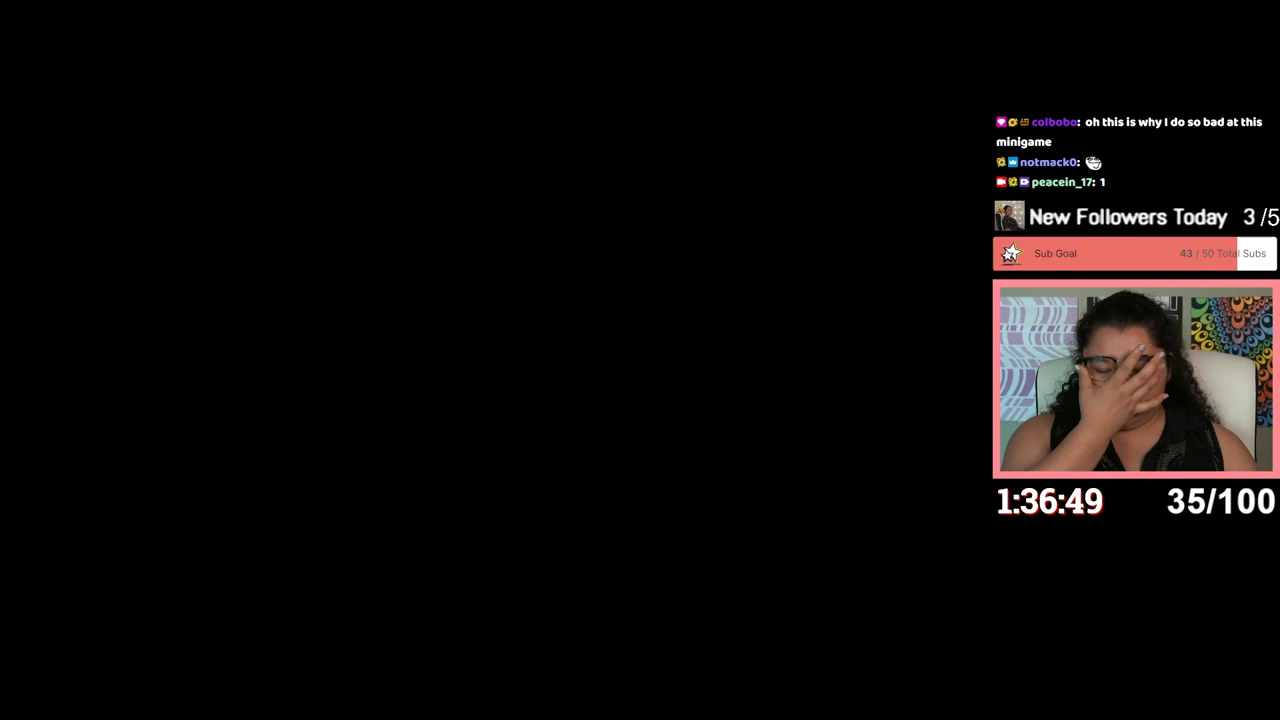 colbobo: oh this is why I do so bad at this
minigame
notmack0:
peacein_17: 1
New Followers Today 3 /5
Sub Goal 43 / 50 Total Subs
1:36:49 35/100